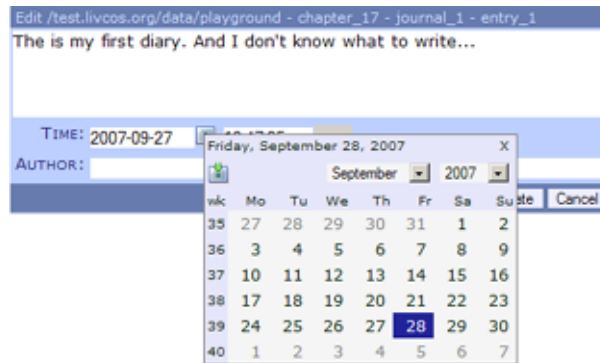 Edit /test.livcos.org/data/playground - chapter_17 - journal_1 - entry_1
The is my first diary. And I don't know what to write...
TIME: 2007-09-27
Friday, September 28, 2007 X
AUTHOR:
September 2007
Cancel
wk Mo Tu We Th Fr Sa Su
35 27 28 29 30 31 1 2
36 3 4 5 6 7 8 9
37 10 11 12 13 14 15 16
38 17 18 19 20 21 22 23
39 24 25 26 27 28 29 30
40 1 2 3 4 5 6 7